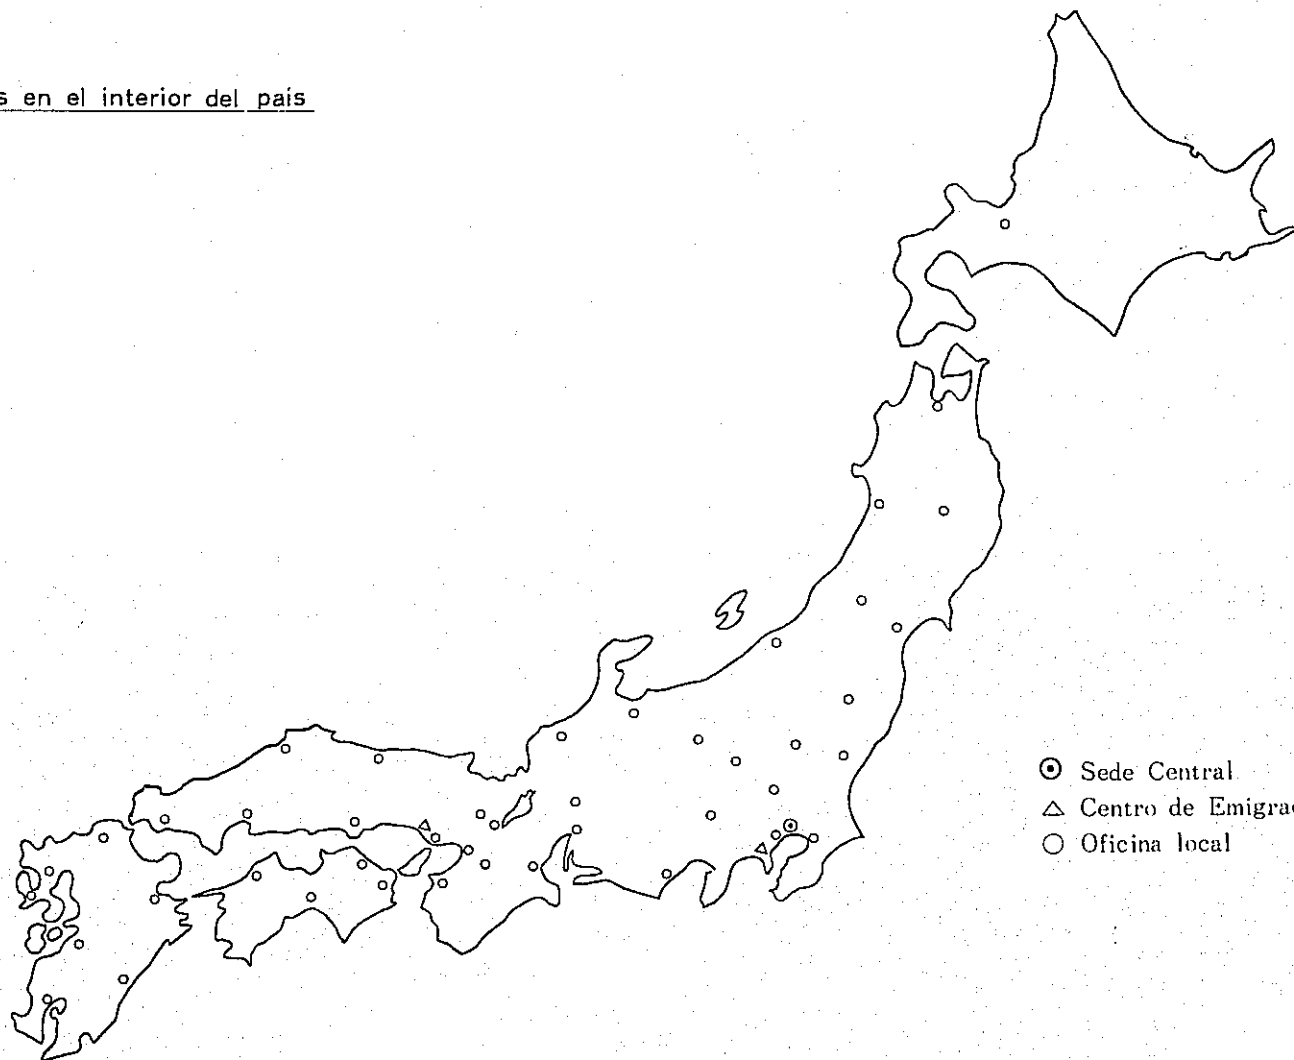 s en el interior del país
Sede Central
Centro de Emigrac
Oficina local